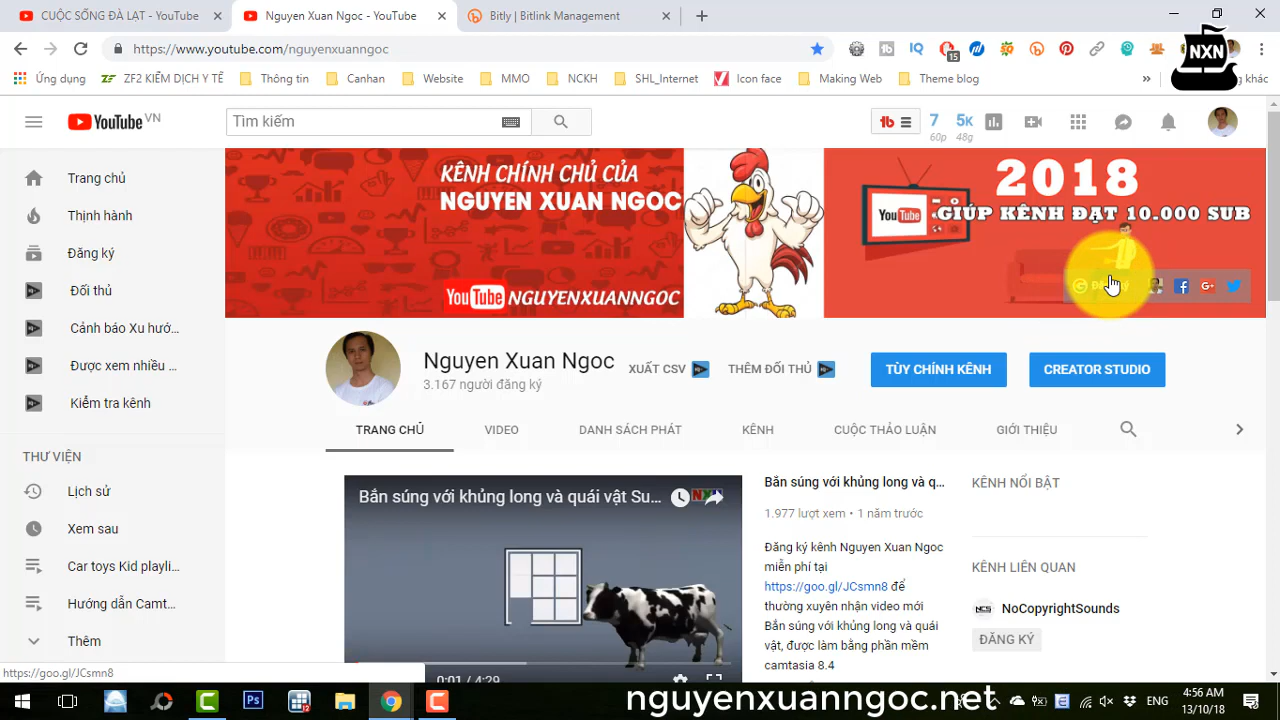 CUỘC SỐNG ĐÀ LẠT - YouTube
Nguyen Xuan Ngoc - YouTube
Bitly | Bitlink Management
https://www.youtube.com/nguyenxuanngoc
15
NXN
Ứng dụng
ZF2 KIỂM DỊCH Y TẾ
Thông tin
Canhan
Website
MMO
NCKH
SHL_Internet
Icon face
Making Web
Theme blog
YouTube VN
Tìm kiếm
7
60p
5K
48g
Trang chủ
Thịnh hành
Đăng ký
Đối thủ
Cảnh báo Xu hướ...
Được xem nhiều ...
Kiểm tra kênh
THƯ VIỆN
Lịch sử
Xem sau
Car toys Kid playli...
Hướng dẫn Camt...
Thêm
KÊNH CHÍNH CHỦ CỦA
NGUYEN XUAN NGOC
YouTube NGUYENXUANNGOC
2018
YouTube
GIÚP KÊNH ĐẠT 10.000 SUB
Đăng ký
Nguyen Xuan Ngoc
3.167 người đăng ký
XUẤT CSV
THÊM ĐỐI THỦ
TÙY CHỈNH KÊNH
CREATOR STUDIO
TRANG CHỦ
VIDEO
DANH SÁCH PHÁT
KÊNH
CUỘC THẢO LUẬN
GIỚI THIỆU
Bắn súng với khủng long và quái vật Su...
NXN
0:01 / 4:29
Bắn súng với khủng long và q...
1.977 lượt xem • 1 năm trước
Đăng ký kênh Nguyen Xuan Ngoc
miễn phí tại
https://goo.gl/JCsmn8 để
thường xuyên nhận video mới
Bắn súng với khủng long và quái
vật, được làm bằng phần mềm
camtasia 8.4
KÊNH NỔI BẬT
KÊNH LIÊN QUAN
NCS
NoCopyrightSounds
ĐĂNG KÝ
https://goo.gl/JCsmn8
nguyenxuanngoc.net
ENG
4:56 AM
13/10/18